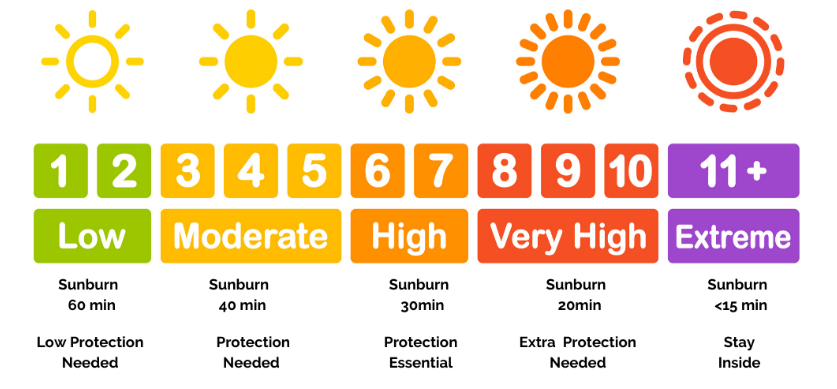 1 2 3 4 5 6 7 8 9 10 11+
Low Moderate High Very High Extreme
Sunburn Sunburn Sunburn Sunburn Sunburn
60 min 40 min 30min 20min <15 min
Low Protection Protection Protection Extra Protection Stay
Needed Needed Essential Needed Inside